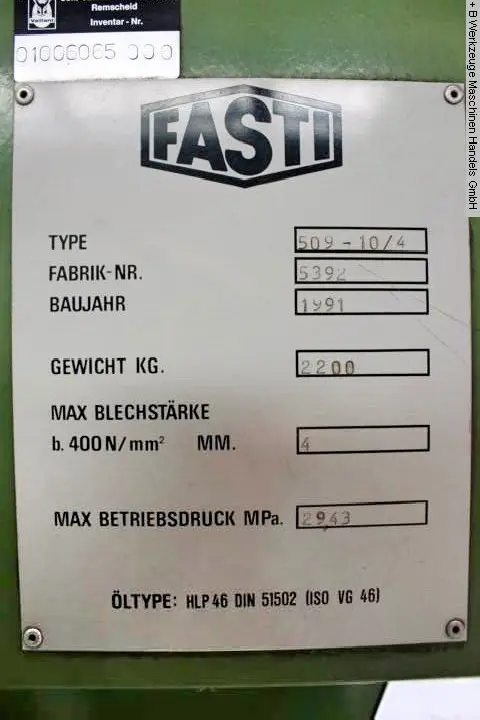 Vaillant
Remscheid
Inventar - Nr.
01006065 000
+ B Werkzeuge Maschinen Handels GmbH
FASTI
TYPE 509 - 10/4
FABRIK-NR. 5392
BAUJAHR 1991
GEWICHT KG. 2200
MAX BLECHSTÄRKE
b. 400 N/mm² MM. 4
MAX BETRIEBSDRUCK MPa. 29,43
ÖLTYPE: HLP 46 DIN 51502 (ISO VG 46)